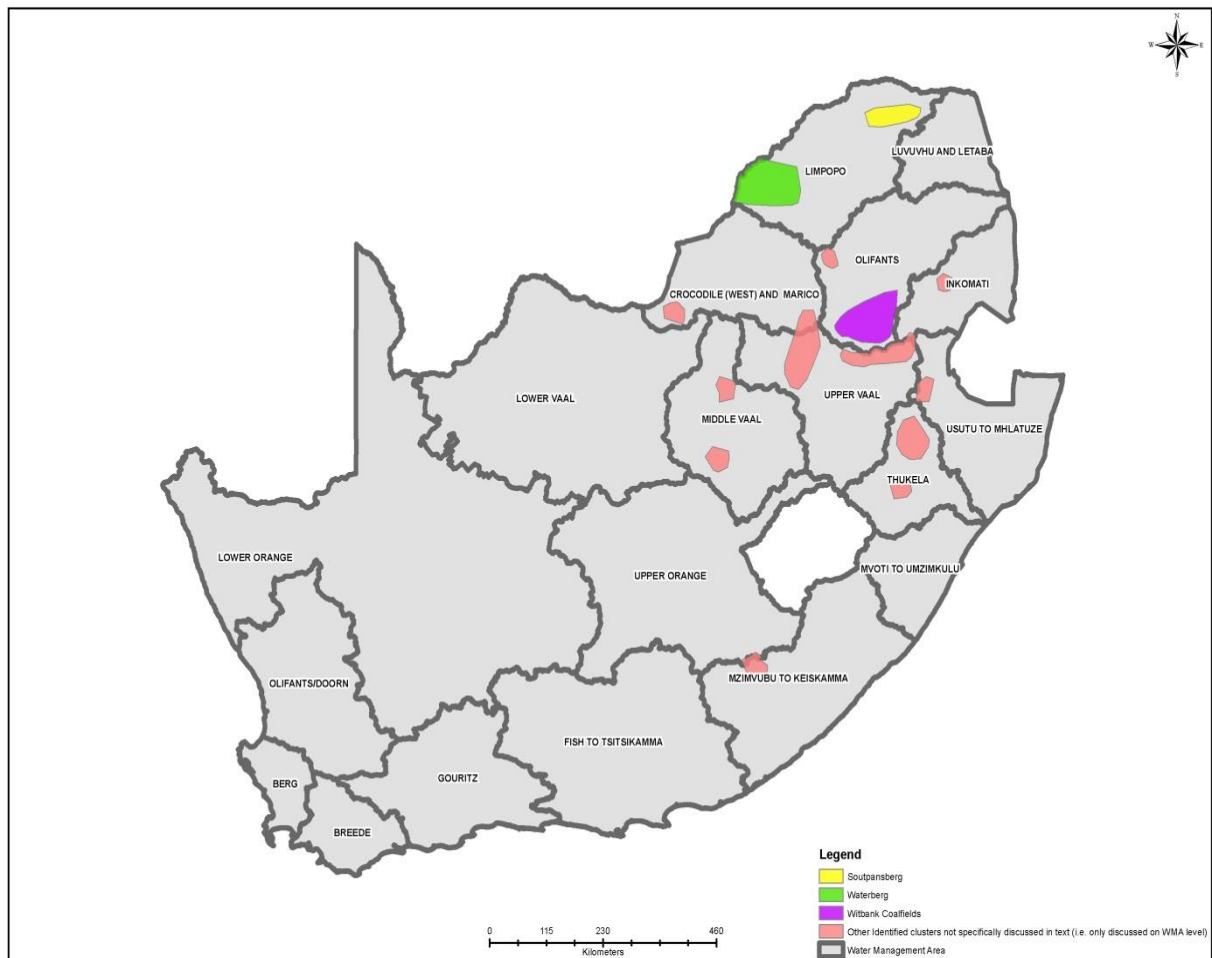 N
W E
S
LUVUVHU AND LETABA
LIMPOPO
OLIFANTS
INKOMATI
CROCODILE (WEST) AND MARICO
LOWER VAAL
UPPER VAAL
MIDDLE VAAL
USUTU TO MHLATUZE
THUKELA
LOWER ORANGE
UPPER ORANGE
MVOTI TO UMZIMKULU
OLIFANTS/DOORN
MZIMVUBU TO KEISKAMMA
FISH TO TSITSIKAMMA
GOURITZ
BERG
BREEDE
Legend
Soutpansberg
Waterberg
Witbank Coalfields
Other Identified clusters not specifically discussed in text (i.e. only discussed on WMA level)
Water Management Area
0 115 230 460
Kilometers